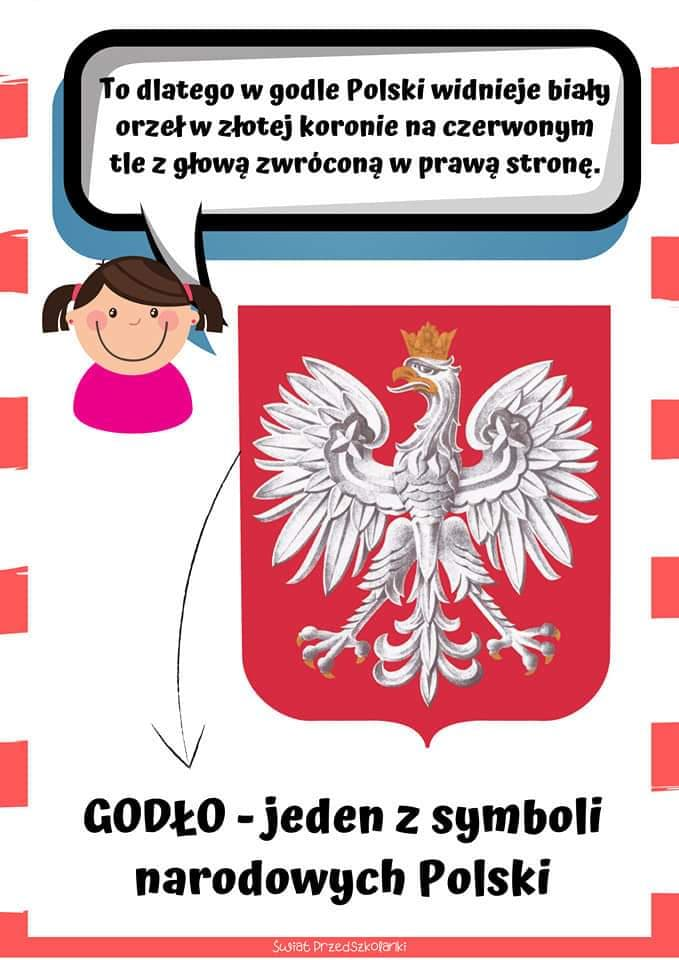 To dlatego w godle Polski widnieje biały
orzeł w złotej koronie na czerwonym
tle z głową zwróconą w prawą stronę.
GODŁO - jeden z symboli
narodowych Polski
Świat PrzedSzkolanki